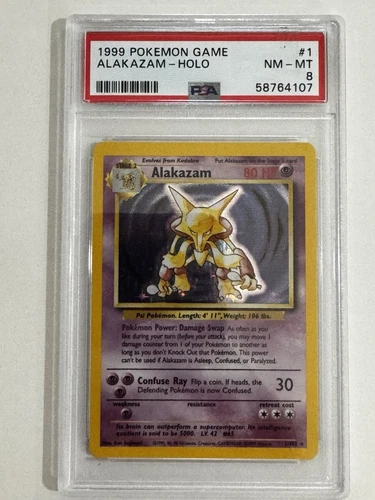 1999 POKEMON GAME #1
ALAKAZAM-HOLO NM-MT
8
PSA 58764107
STAGE 2 Evolves from Kadabra Put Alakazam on the Stage 1 card
Alakazam 80 HP
Psi Pokémon. Length: 4' 11", Weight: 106 lbs.
Pokémon Power: Damage Swap As often as you
like during your turn (before your attack), you may move 1
damage counter from 1 of your Pokémon to another as
long as you don't Knock Out that Pokémon. This power
can't be used if Alakazam is Asleep, Confused, or Paralyzed.
Confuse Ray Flip a coin. If heads, the 30
Defending Pokémon is now Confused.
weakness resistance retreat cost
Its brain can outperform a supercomputer. Its intelligence
quotient is said to be 5000. LV. 42 #65